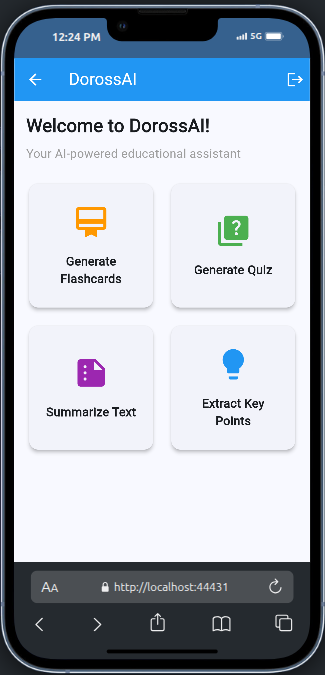 12:24 PM 5G
DorossAI
Welcome to DorossAI!
Your AI-powered educational assistant
Generate
Flashcards
Generate Quiz
Summarize Text
Extract Key
Points
AA http://localhost:44431